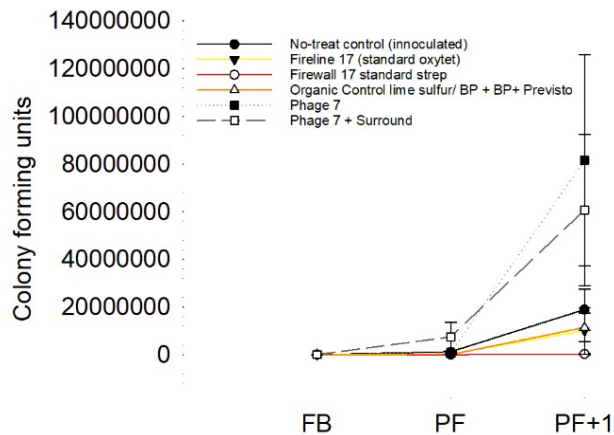 140000000
120000000
100000000
80000000
60000000
40000000
20000000
0
Colony forming units
No-treat control (innoculated)
Fireline 17 (standard oxytet)
Firewall 17 standard strep
Organic Control lime sulfur/ BP + BP+ Previsto
Phage 7
Phage 7 + Surround
FB PF PF+1